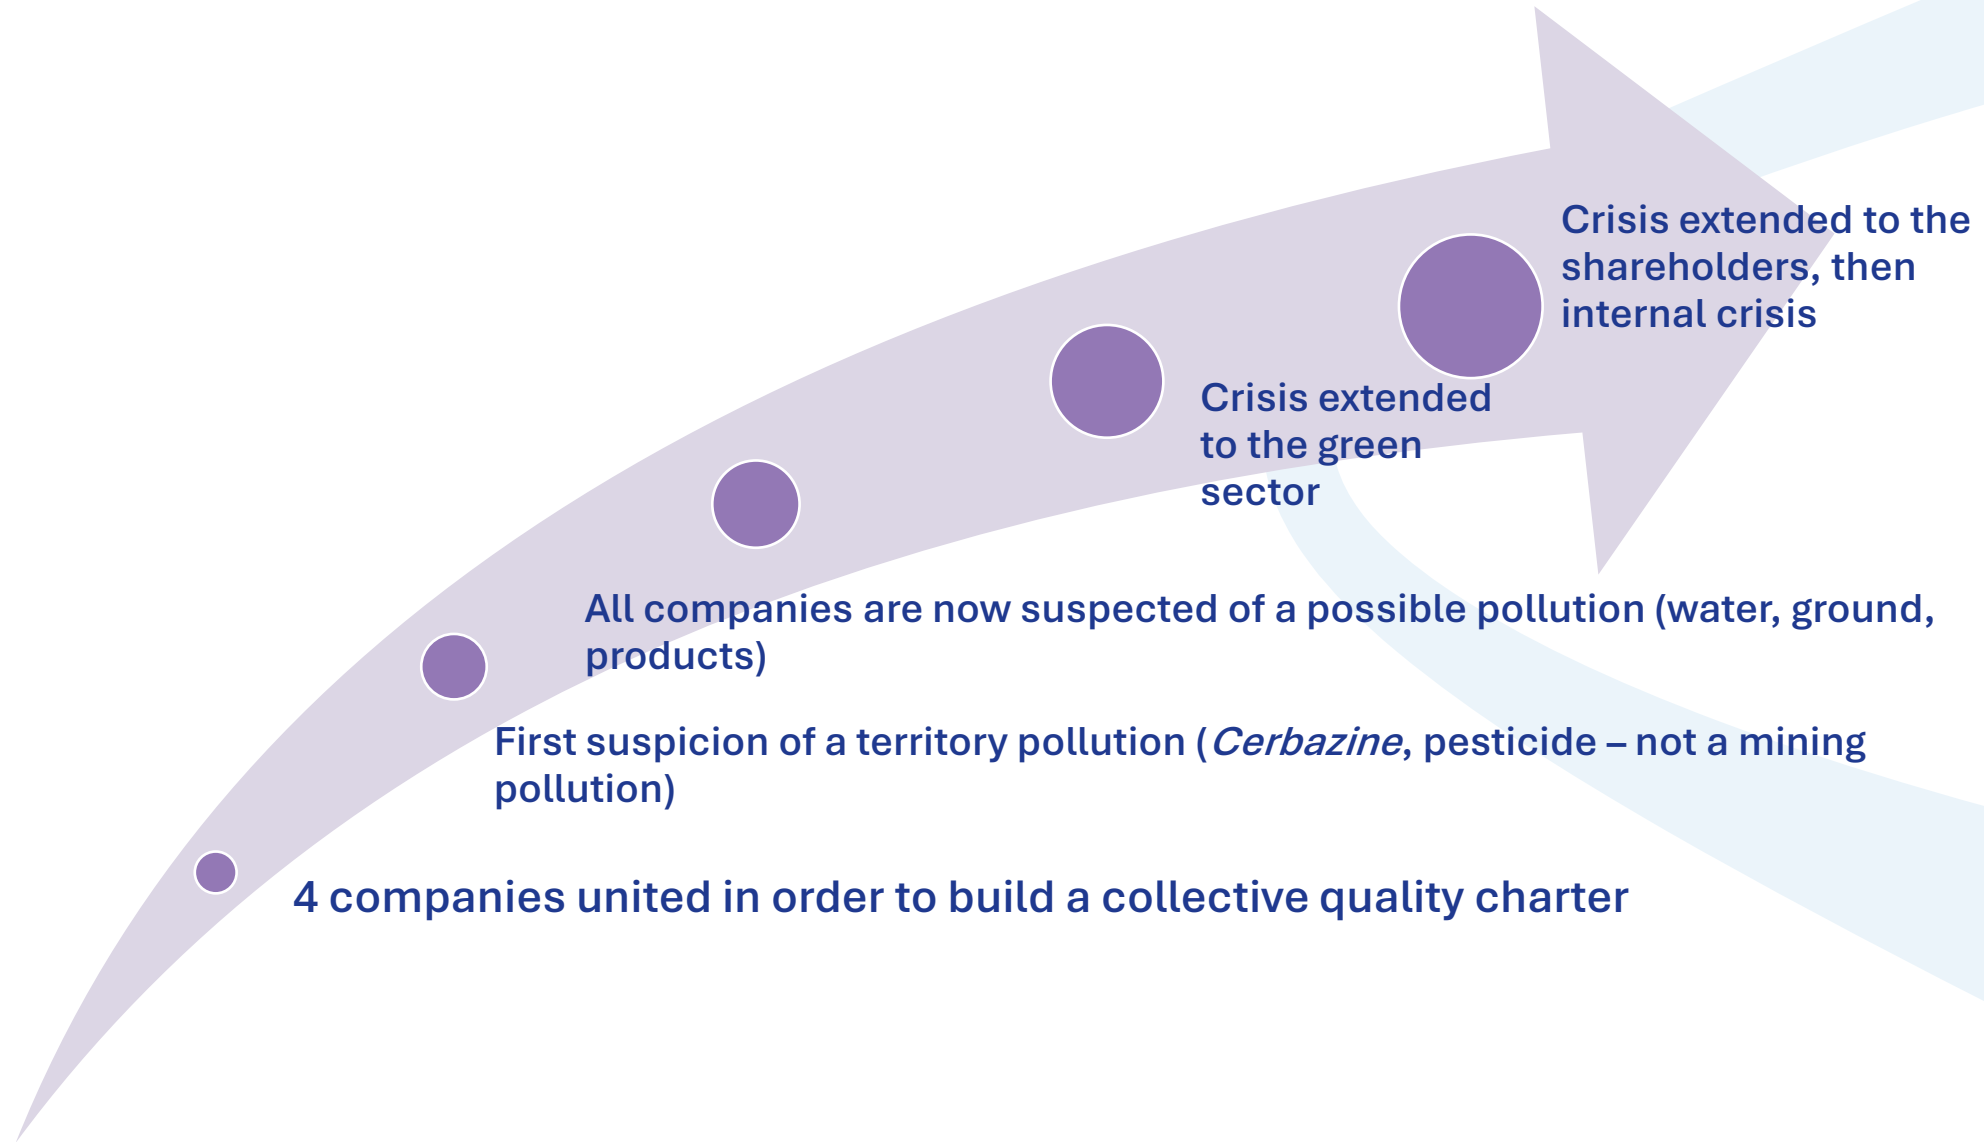 Crisis extended to the
shareholders, then
internal crisis
Crisis extended
to the green
sector
All companies are now suspected of a possible pollution (water, ground,
products)
First suspicion of a territory pollution (Cerbazine, pesticide – not a mining
pollution)
4 companies united in order to build a collective quality charter